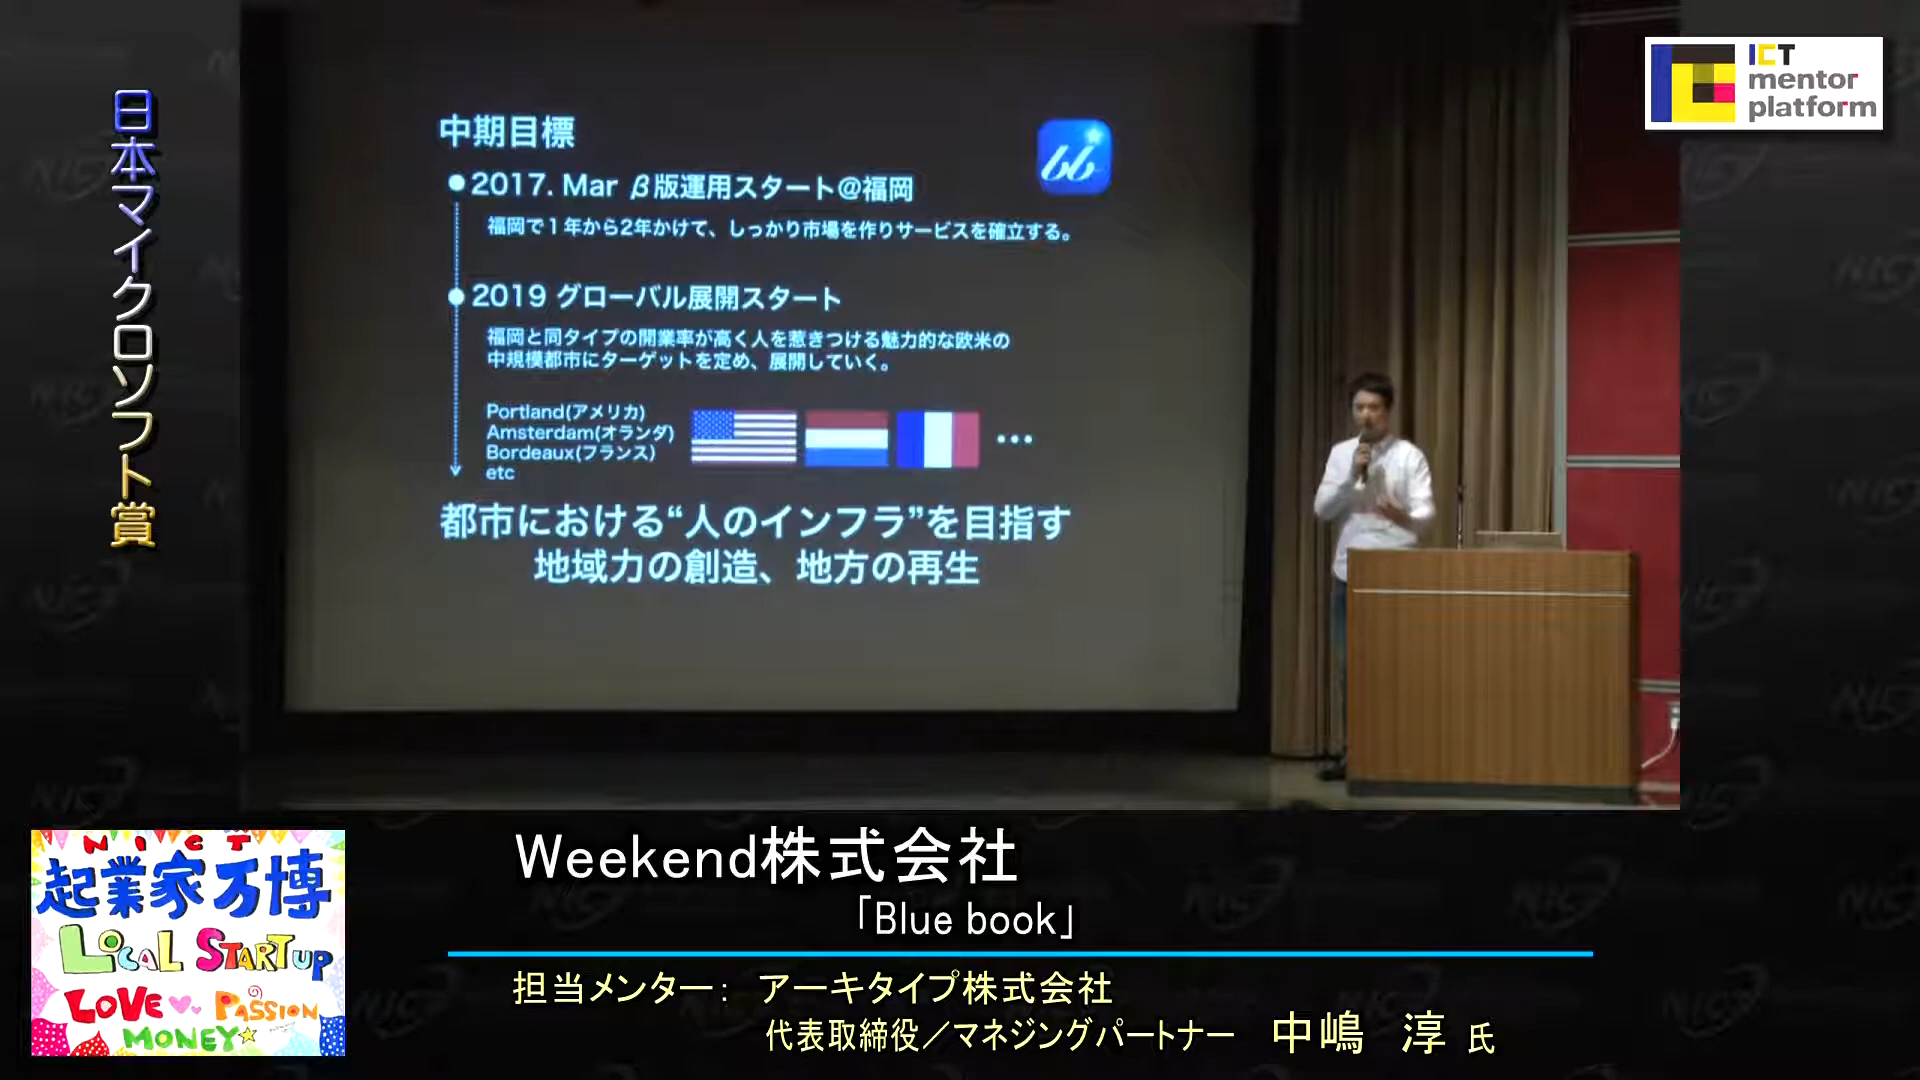 日本マイクロソフト賞
ICT
mentor
platform
中期目標
bb
2017. Mar β版運用スタート@福岡
福岡で1年から2年かけて、しっかり市場を作りサービスを確立する。
2019 グローバル展開スタート
福岡と同タイプの開業率が高く人を惹きつける魅力的な欧米の
中規模都市にターゲットを定め、展開していく。
Portland(アメリカ)
Amsterdam(オランダ)
Bordeaux(フランス)
etc
•••
都市における“人のインフラ”を目指す
地域力の創造、地方の再生
NICT
起業家万博
LOCAL STARTUP
LOVE PASSION
MONEY
Weekend株式会社
「Blue book」
担当メンター： アーキタイプ株式会社
代表取締役／マネジングパートナー 中嶋 淳 氏